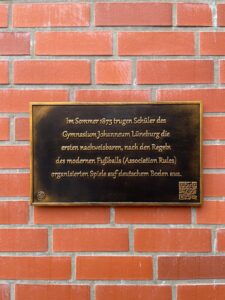 Im Sommer 1875 trugen Schüler des
Gymnasium Johanneum Lüneburg die
ersten nachweisbaren, nach den Regeln
des modernen Fußballs (Association Rules)
organisierten Spiele auf deutschem Boden aus.